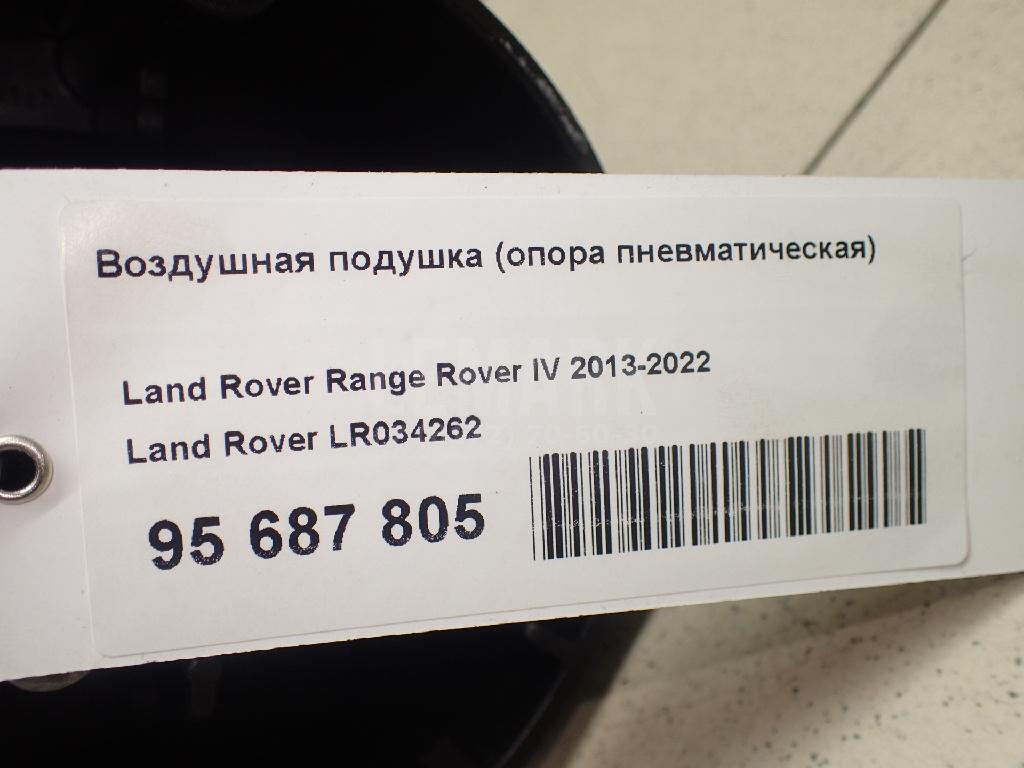 Воздушная подушка (опора пневматическая)
Land Rover Range Rover IV 2013-2022
Land Rover LR034262
95 687 805